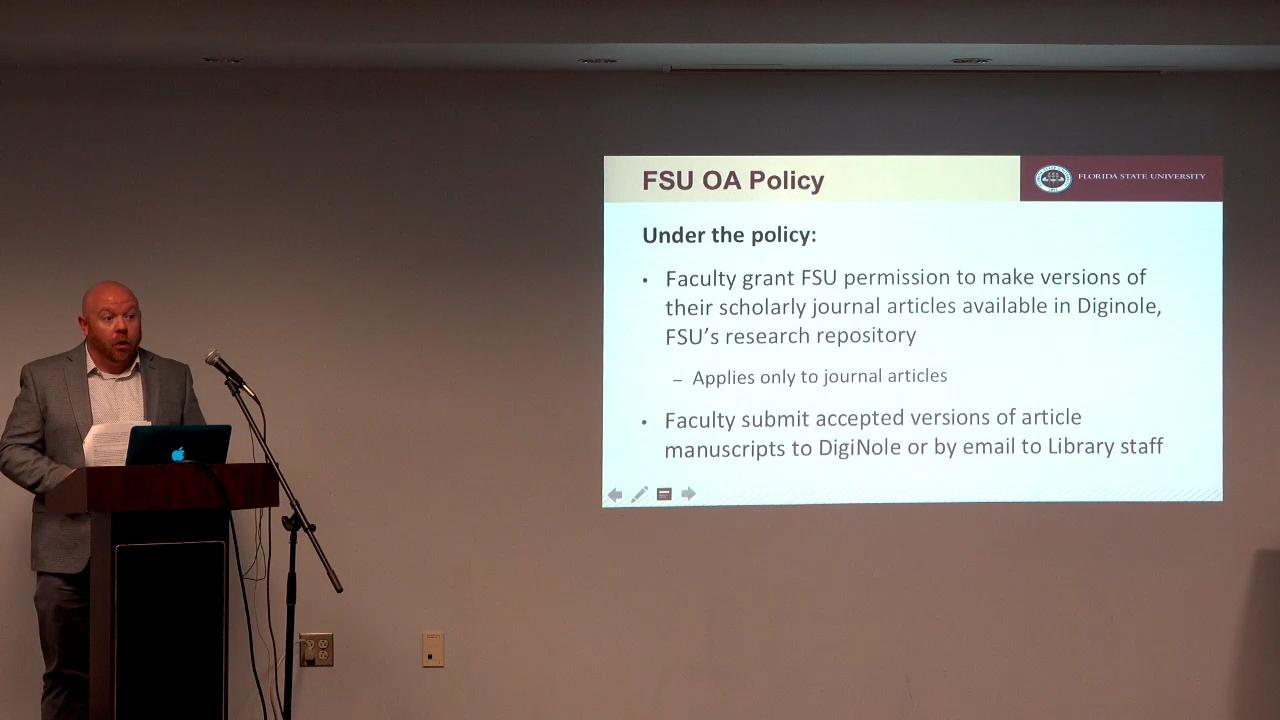 FSU OA Policy
FLORIDA STATE UNIVERSITY
Under the policy:
• Faculty grant FSU permission to make versions of
their scholarly journal articles available in Diginole,
FSU’s research repository
– Applies only to journal articles
• Faculty submit accepted versions of article
manuscripts to DigiNole or by email to Library staff